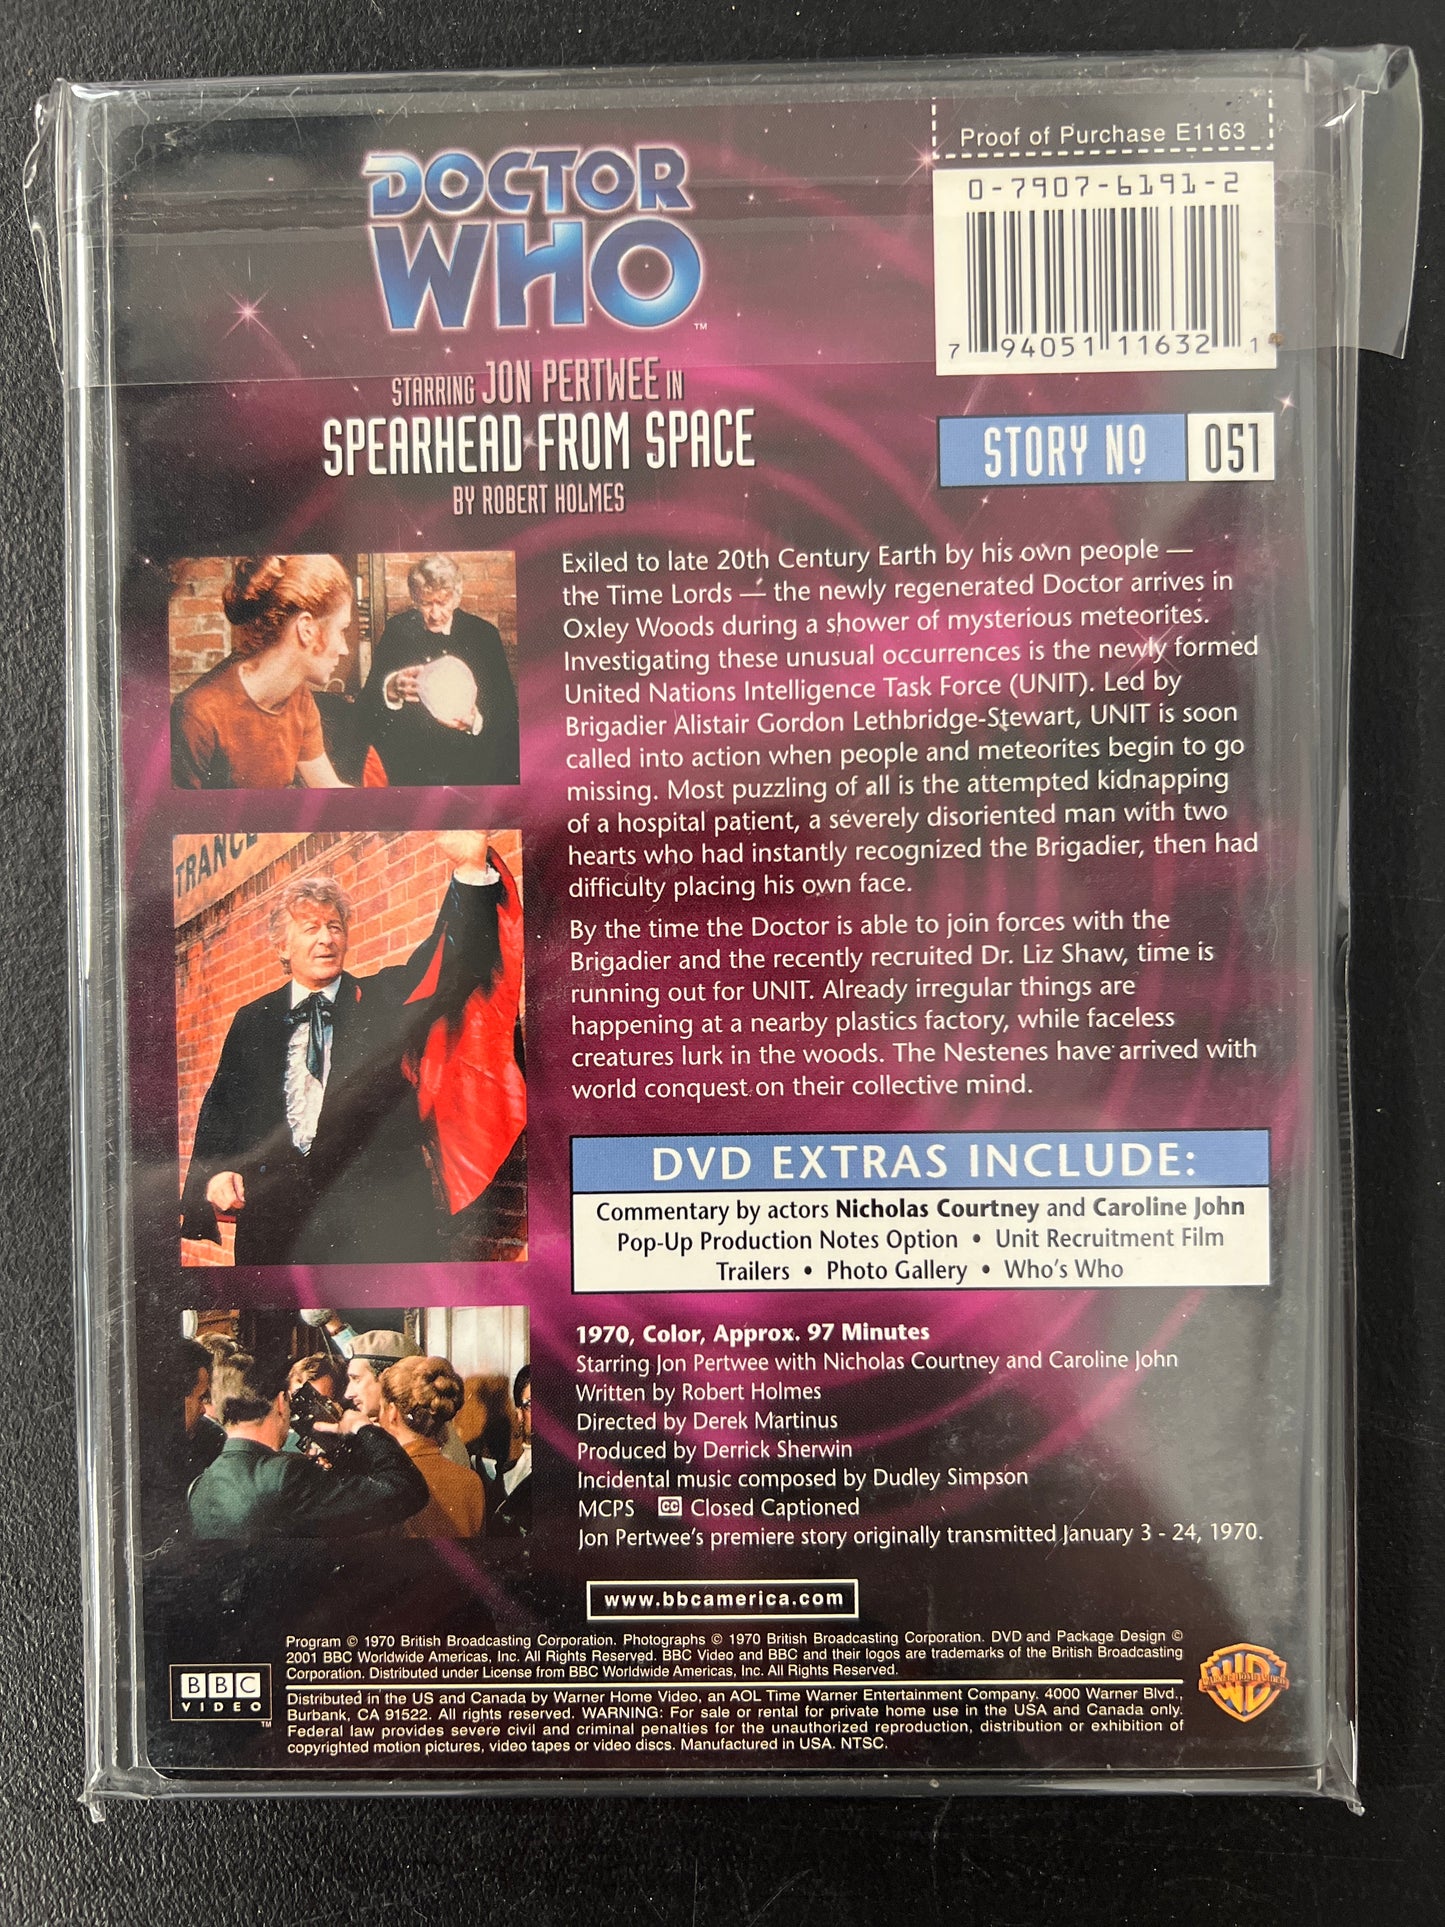 Proof of Purchase E1163
0-7907-6191-2
7 94051 11632 1
DOCTOR
WHO
™
STARRING JON PERTWEE IN
SPEARHEAD FROM SPACE
BY ROBERT HOLMES
STORY Nº 051
Exiled to late 20th Century Earth by his own people —
the Time Lords — the newly regenerated Doctor arrives in
Oxley Woods during a shower of mysterious meteorites.
Investigating these unusual occurrences is the newly formed
United Nations Intelligence Task Force (UNIT). Led by
Brigadier Alistair Gordon Lethbridge-Stewart, UNIT is soon
called into action when people and meteorites begin to go
missing. Most puzzling of all is the attempted kidnapping
of a hospital patient, a severely disoriented man with two
hearts who had instantly recognized the Brigadier, then had
difficulty placing his own face.
By the time the Doctor is able to join forces with the
Brigadier and the recently recruited Dr. Liz Shaw, time is
running out for UNIT. Already irregular things are
happening at a nearby plastics factory, while faceless
creatures lurk in the woods. The Nestenes have arrived with
world conquest on their collective mind.
TRANCE
DVD EXTRAS INCLUDE:
Commentary by actors Nicholas Courtney and Caroline John
Pop-Up Production Notes Option • Unit Recruitment Film
Trailers • Photo Gallery • Who's Who
1970, Color, Approx. 97 Minutes
Starring Jon Pertwee with Nicholas Courtney and Caroline John
Written by Robert Holmes
Directed by Derek Martinus
Produced by Derrick Sherwin
Incidental music composed by Dudley Simpson
MCPS CC Closed Captioned
Jon Pertwee's premiere story originally transmitted January 3 - 24, 1970.
www.bbcamerica.com
Program © 1970 British Broadcasting Corporation. Photographs © 1970 British Broadcasting Corporation. DVD and Package Design ©
2001 BBC Worldwide Americas, Inc. All Rights Reserved. BBC Video and BBC and their logos are trademarks of the British Broadcasting
Corporation. Distributed under License from BBC Worldwide Americas, Inc. All Rights Reserved.
BBC
VIDEO
™
Distributed in the US and Canada by Warner Home Video, an AOL Time Warner Entertainment Company. 4000 Warner Blvd.,
Burbank, CA 91522. All rights reserved. WARNING: For sale or rental for private home use in the USA and Canada only.
Federal law provides severe civil and criminal penalties for the unauthorized reproduction, distribution or exhibition of
copyrighted motion pictures, video tapes or video discs. Manufactured in USA. NTSC.
WB
WARNER HOME VIDEO